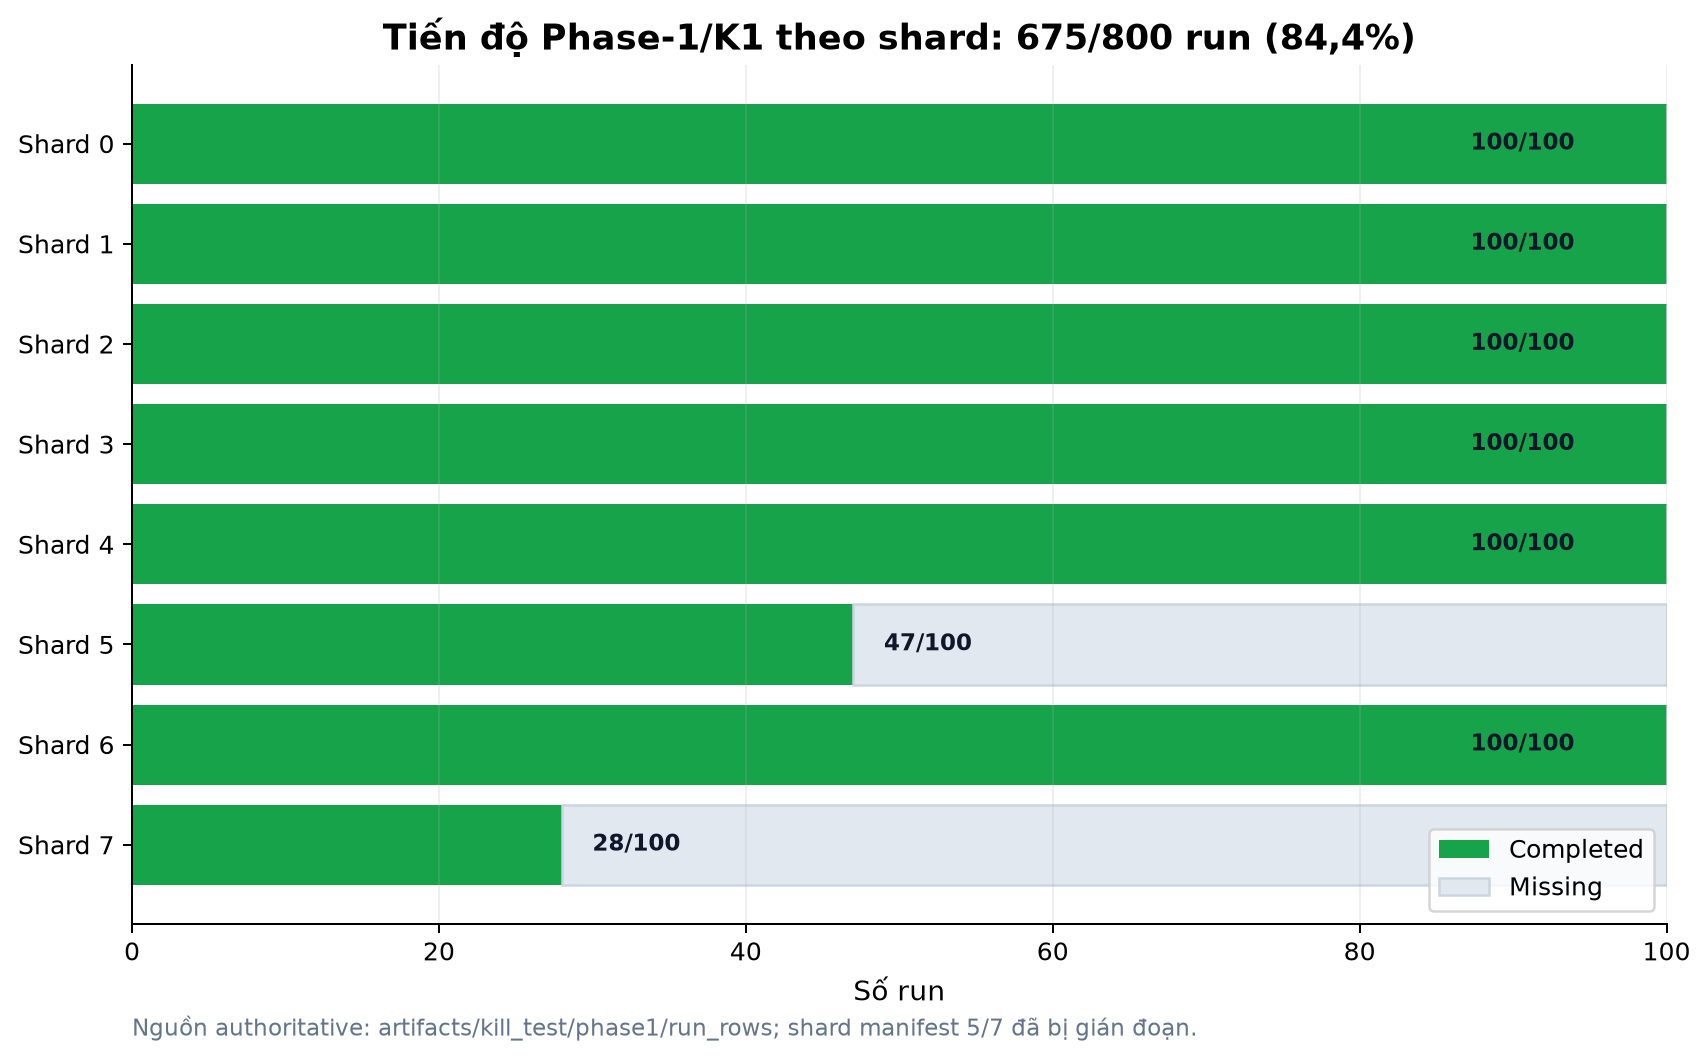 Tiến độ Phase-1/K1 theo shard: 675/800 run (84,4%)
Shard 0
100/100
Shard 1
100/100
Shard 2
100/100
Shard 3
100/100
Shard 4
100/100
Shard 5
47/100
Shard 6
100/100
Shard 7
28/100
Completed
Missing
0 20 40 60 80 100
Số run
Nguồn authoritative: artifacts/kill_test/phase1/run_rows; shard manifest 5/7 đã bị gián đoạn.